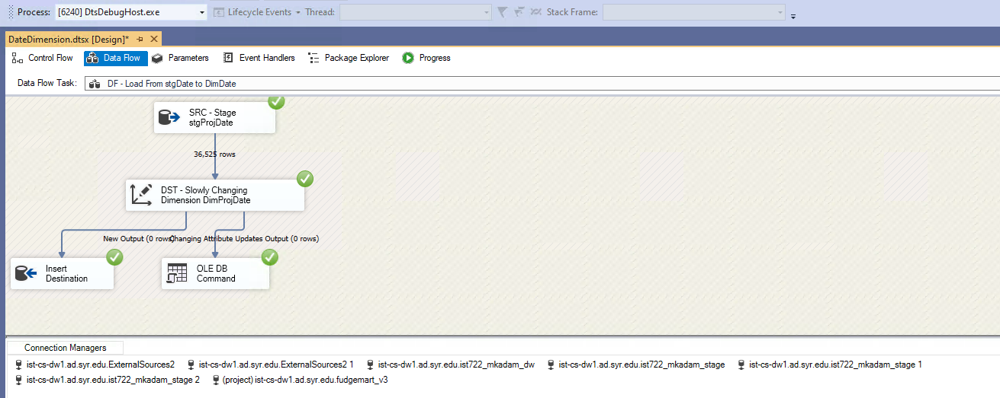 Process: [6240] DtsDebugHost.exe Lifecycle Events Thread: Stack Frame:
DateDimension.dtsx [Design]*
Control Flow Data Flow Parameters Event Handlers Package Explorer Progress
Data Flow Task: DF - Load From stgDate to DimDate
SRC - Stage
stgProjDate
36,525 rows
DST - Slowly Changing
Dimension DimProjDate
New Output (0 rows) Changing Attribute Updates Output (0 rows)
Insert
Destination
OLE DB
Command
Connection Managers
ist-cs-dw1.ad.syr.edu.ExternalSources2 ist-cs-dw1.ad.syr.edu.ExternalSources2 1 ist-cs-dw1.ad.syr.edu.ist722_mkadam_dw ist-cs-dw1.ad.syr.edu.ist722_mkadam_stage ist-cs-dw1.ad.syr.edu.ist722_mkadam_stage 1
ist-cs-dw1.ad.syr.edu.ist722_mkadam_stage 2 (project) ist-cs-dw1.ad.syr.edu.fudgemart_v3